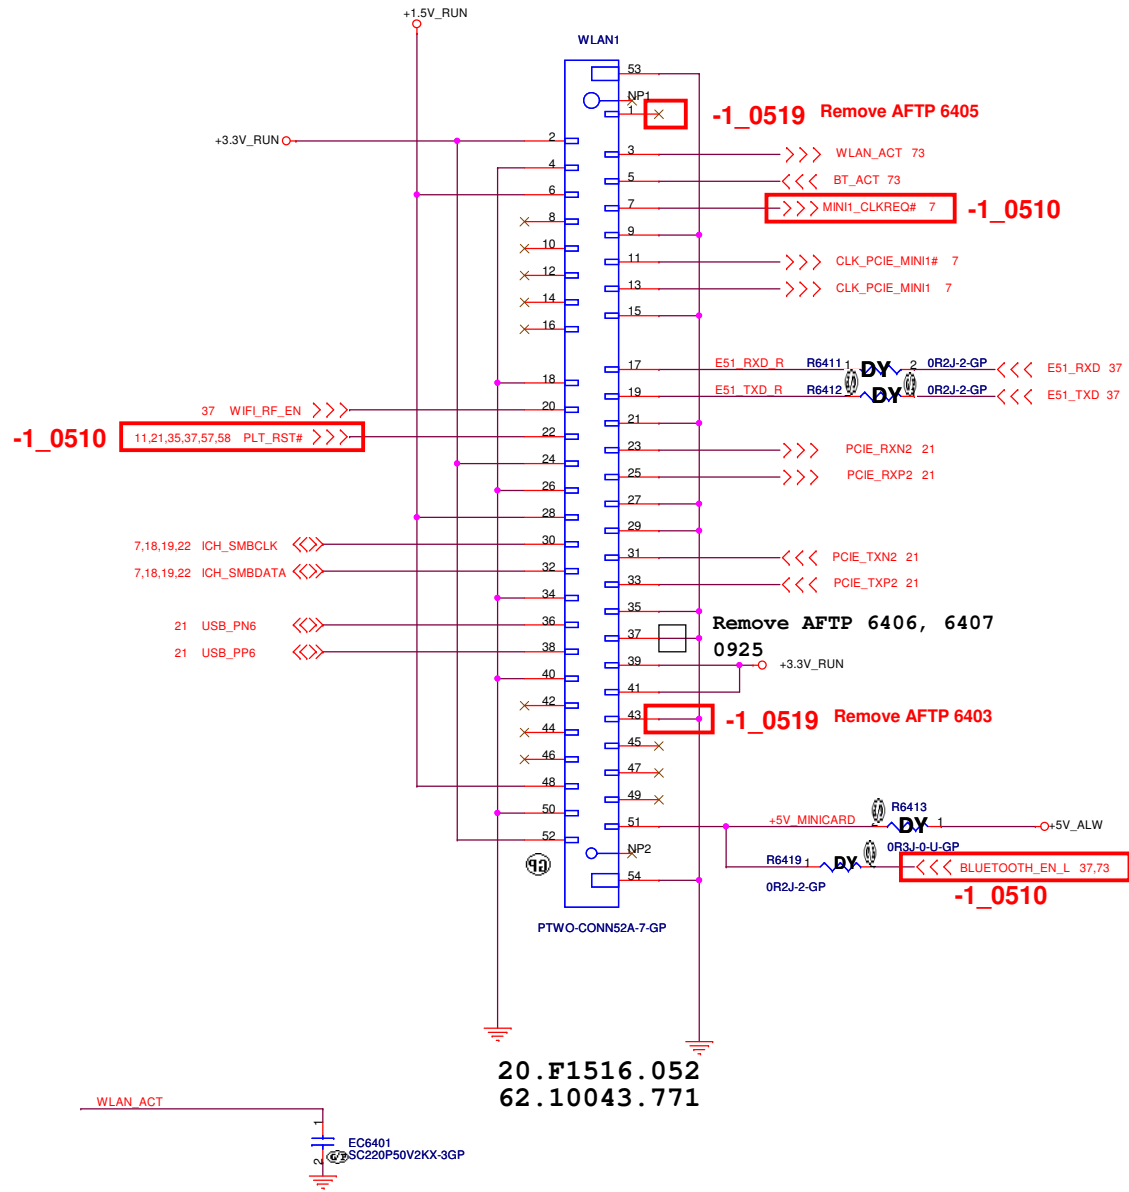 +1.5V_RUN
WLAN1
53
NP1
1
-1_0519 Remove AFTP 6405
+3.3V_RUN
2
3 WLAN_ACT 73
4
5 BT_ACT 73
6
7 MINI1_CLKREQ# 7 -1_0510
8
9
10
11 CLK_PCIE_MINI1# 7
12
13 CLK_PCIE_MINI1 7
14
15
16
17 E51_RXD_R R6411 1 DY 2 0R2J-2-GP E51_RXD 37
18
19 E51_TXD_R R6412 DY 0R2J-2-GP E51_TXD 37
37 WIFI_RF_EN 20
21
-1_0510 11,21,35,37,57,58 PLT_RST# 22
23 PCIE_RXN2 21
24
25 PCIE_RXP2 21
26
27
28
29
7,18,19,22 ICH_SMBCLK 30
31 PCIE_TXN2 21
7,18,19,22 ICH_SMBDATA 32
33 PCIE_TXP2 21
34
35
21 USB_PN6 36
37 Remove AFTP 6406, 6407
0925
21 USB_PP6 38
39 +3.3V_RUN
40
41
42
43 -1_0519 Remove AFTP 6403
44
45
46
47
48
49
50
51 +5V_MINICARD R6413 DY 1 +5V_ALW
0R3J-0-U-GP
52
NP2 R6419 1 DY BLUETOOTH_EN_L 37,73
0R2J-2-GP
-1_0510
54
PTWO-CONN52A-7-GP
20.F1516.052
62.10043.771
WLAN_ACT
1
EC6401
SC220P50V2KX-3GP
2